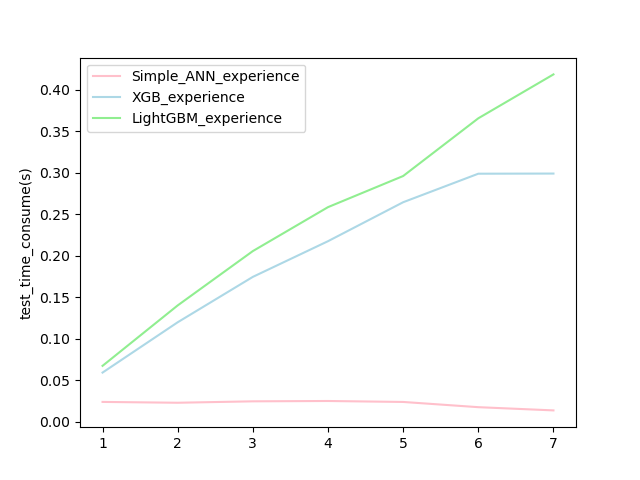 Simple_ANN_experience
XGB_experience
LightGBM_experience
test_time_consume(s)
0.40
0.35
0.30
0.25
0.20
0.15
0.10
0.05
0.00
1 2 3 4 5 6 7